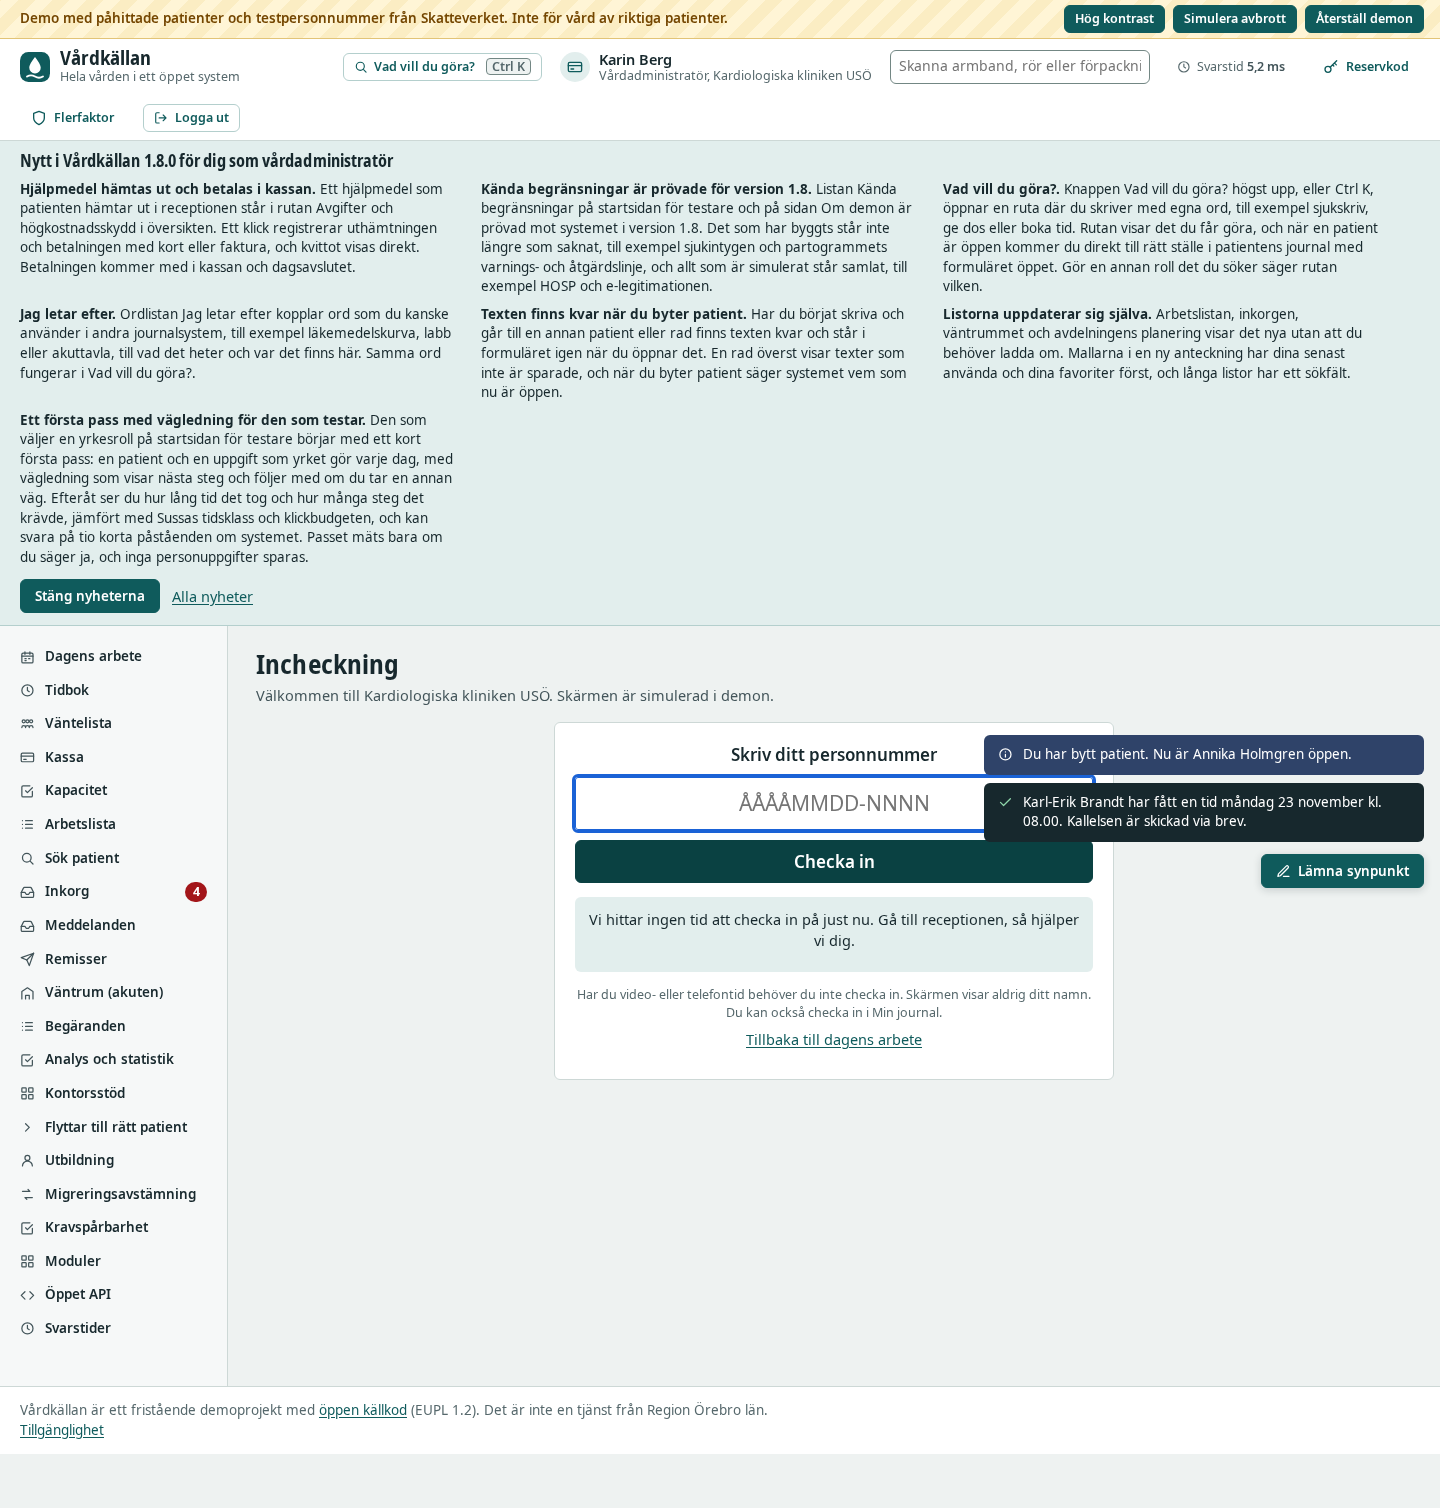 Demo med påhittade patienter och testpersonnummer från Skatteverket. Inte för vård av riktiga patienter.
Hög kontrast
Simulera avbrott
Återställ demon
Vårdkällan
Hela vården i ett öppet system
Vad vill du göra? Ctrl K
Karin Berg
Vårdadministratör, Kardiologiska kliniken USÖ
Skanna armband, rör eller förpackni
Svarstid 5,2 ms
Reservkod
Flerfaktor
Logga ut
Nytt i Vårdkällan 1.8.0 för dig som vårdadministratör
Hjälpmedel hämtas ut och betalas i kassan. Ett hjälpmedel som
patienten hämtar ut i receptionen står i rutan Avgifter och
högkostnadsskydd i översikten. Ett klick registrerar uthämtningen
och betalningen med kort eller faktura, och kvittot visas direkt.
Betalningen kommer med i kassan och dagsavslutet.
Kända begränsningar är prövade för version 1.8. Listan Kända
begränsningar på startsidan för testare och på sidan Om demon är
prövad mot systemet i version 1.8. Det som har byggts står inte
längre som saknat, till exempel sjukintygen och partogrammets
varnings- och åtgärdslinje, och allt som är simulerat står samlat, till
exempel HOSP och e-legitimationen.
Vad vill du göra?. Knappen Vad vill du göra? högst upp, eller Ctrl K,
öppnar en ruta där du skriver med egna ord, till exempel sjukskriv,
ge dos eller boka tid. Rutan visar det du får göra, och när en patient
är öppen kommer du direkt till rätt ställe i patientens journal med
formuläret öppet. Gör en annan roll det du söker säger rutan
vilken.
Jag letar efter. Ordlistan Jag letar efter kopplar ord som du kanske
använder i andra journalsystem, till exempel läkemedelskurva, labb
eller akuttavla, till vad det heter och var det finns här. Samma ord
fungerar i Vad vill du göra?.
Texten finns kvar när du byter patient. Har du börjat skriva och
går till en annan patient eller rad finns texten kvar och står i
formuläret igen när du öppnar det. En rad överst visar texter som
inte är sparade, och när du byter patient säger systemet vem som
nu är öppen.
Listorna uppdaterar sig själva. Arbetslistan, inkorgen,
väntrummet och avdelningens planering visar det nya utan att du
behöver ladda om. Mallarna i en ny anteckning har dina senast
använda och dina favoriter först, och långa listor har ett sökfält.
Ett första pass med vägledning för den som testar. Den som
väljer en yrkesroll på startsidan för testare börjar med ett kort
första pass: en patient och en uppgift som yrket gör varje dag, med
vägledning som visar nästa steg och följer med om du tar en annan
väg. Efteråt ser du hur lång tid det tog och hur många steg det
krävde, jämfört med Sussas tidsklass och klickbudgeten, och kan
svara på tio korta påståenden om systemet. Passet mäts bara om
du säger ja, och inga personuppgifter sparas.
Stäng nyheterna
Alla nyheter
Dagens arbete
Tidbok
Väntelista
Kassa
Kapacitet
Arbetslista
Sök patient
Inkorg 4
Meddelanden
Remisser
Väntrum (akuten)
Begäranden
Analys och statistik
Kontorsstöd
Flyttar till rätt patient
Utbildning
Migreringsavstämning
Kravspårbarhet
Moduler
Öppet API
Svarstider
Incheckning
Välkommen till Kardiologiska kliniken USÖ. Skärmen är simulerad i demon.
Skriv ditt personnummer
ÅÅÅÅMMDD-NNNN
Checka in
Vi hittar ingen tid att checka in på just nu. Gå till receptionen, så hjälper
vi dig.
Har du video- eller telefontid behöver du inte checka in. Skärmen visar aldrig ditt namn.
Du kan också checka in i Min journal.
Tillbaka till dagens arbete
Du har bytt patient. Nu är Annika Holmgren öppen.
Karl-Erik Brandt har fått en tid måndag 23 november kl.
08.00. Kallelsen är skickad via brev.
Lämna synpunkt
Vårdkällan är ett fristående demoprojekt med öppen källkod (EUPL 1.2). Det är inte en tjänst från Region Örebro län.
Tillgänglighet